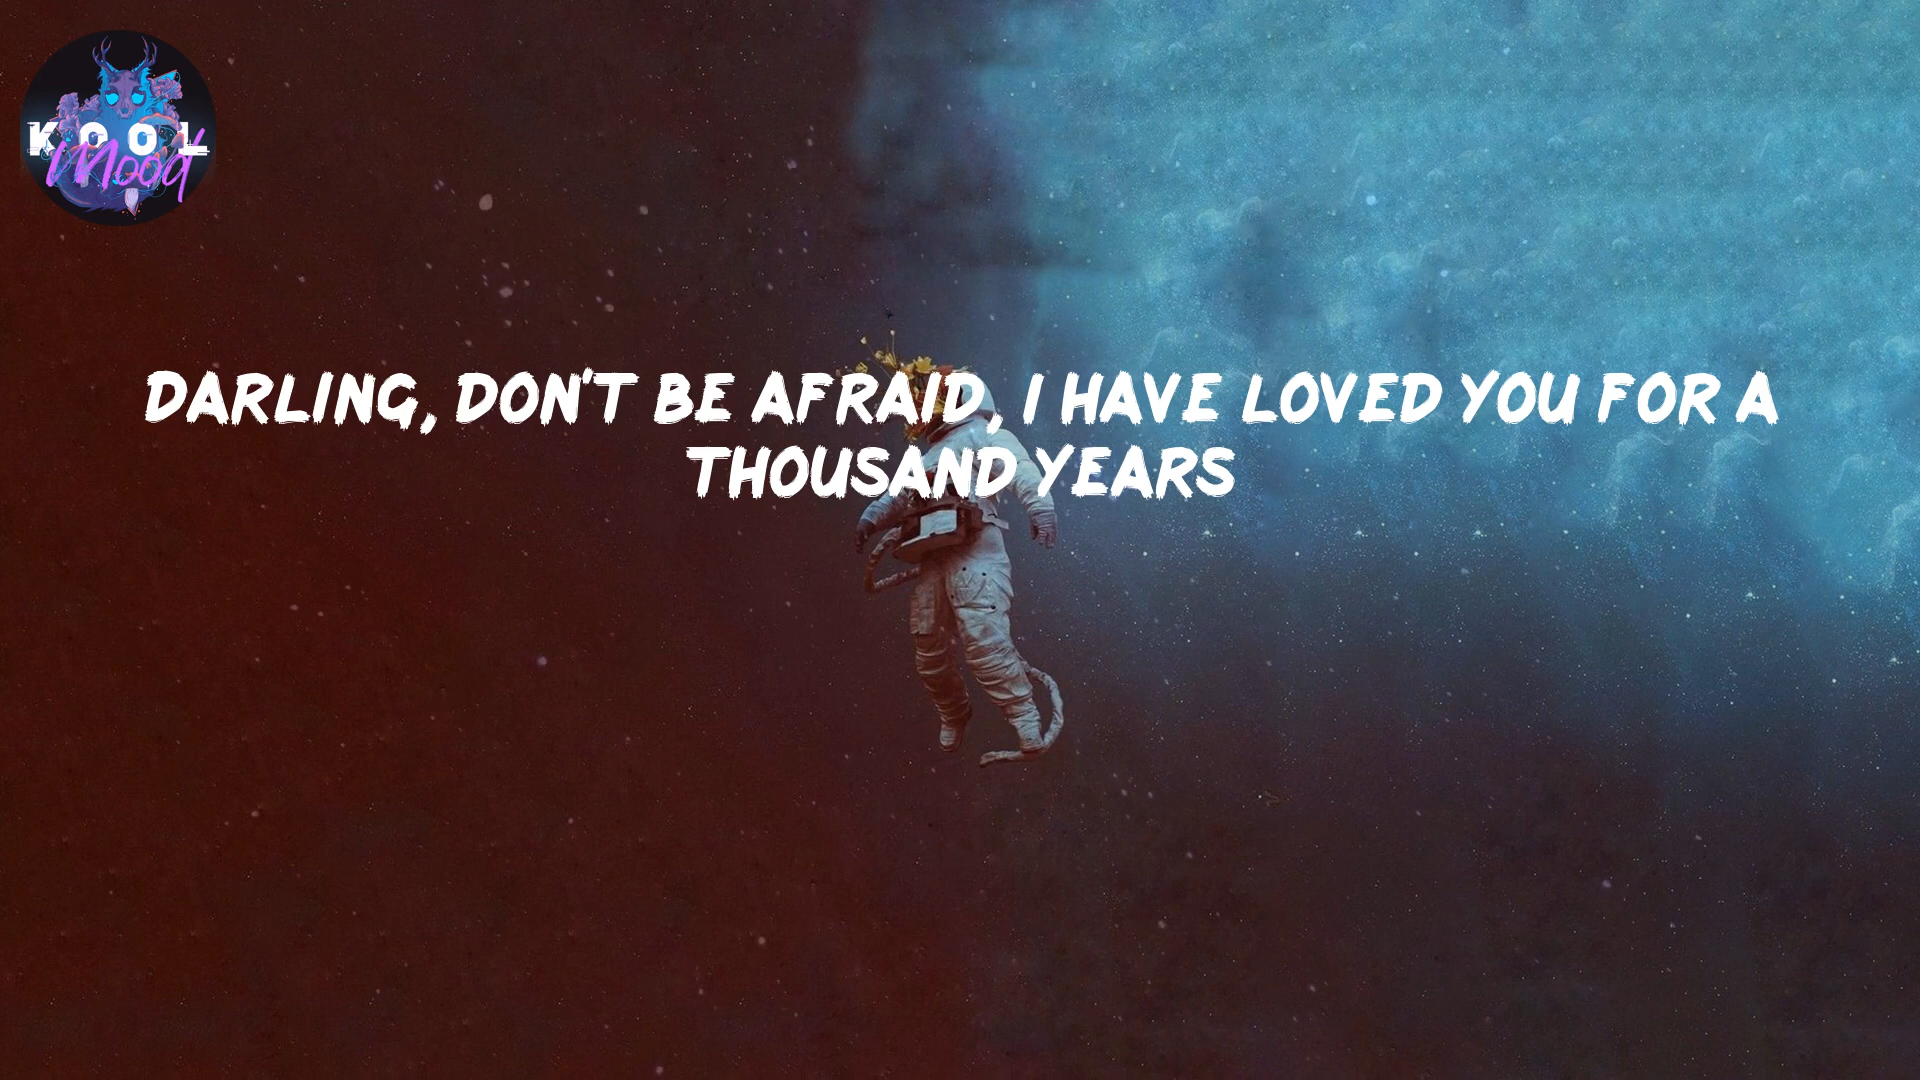 KOOL
Mood
DARLING, DON'T BE AFRAID, I HAVE LOVED YOU FOR A
THOUSAND YEARS